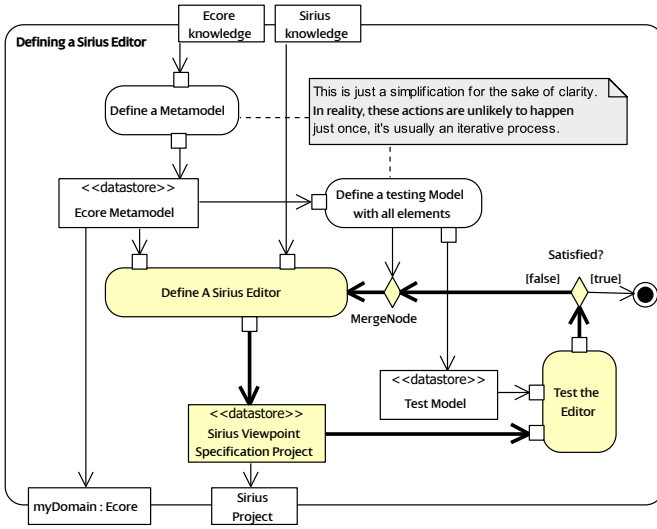 Ecore
knowledge
Sirius
knowledge
Defining a Sirius Editor
This is just a simplification for the sake of clarity.
In reality, these actions are unlikely to happen
just once, it's usually an iterative process.
Define a Metamodel
<<datastore>>
Ecore Metamodel
Define a testing Model
with all elements
Satisfied?
[false]
[true]
Define A Sirius Editor
MergeNode
<<datastore>>
Test Model
Test the
Editor
<<datastore>>
Sirius Viewpoint
Specification Project
myDomain : Ecore
Sirius
Project